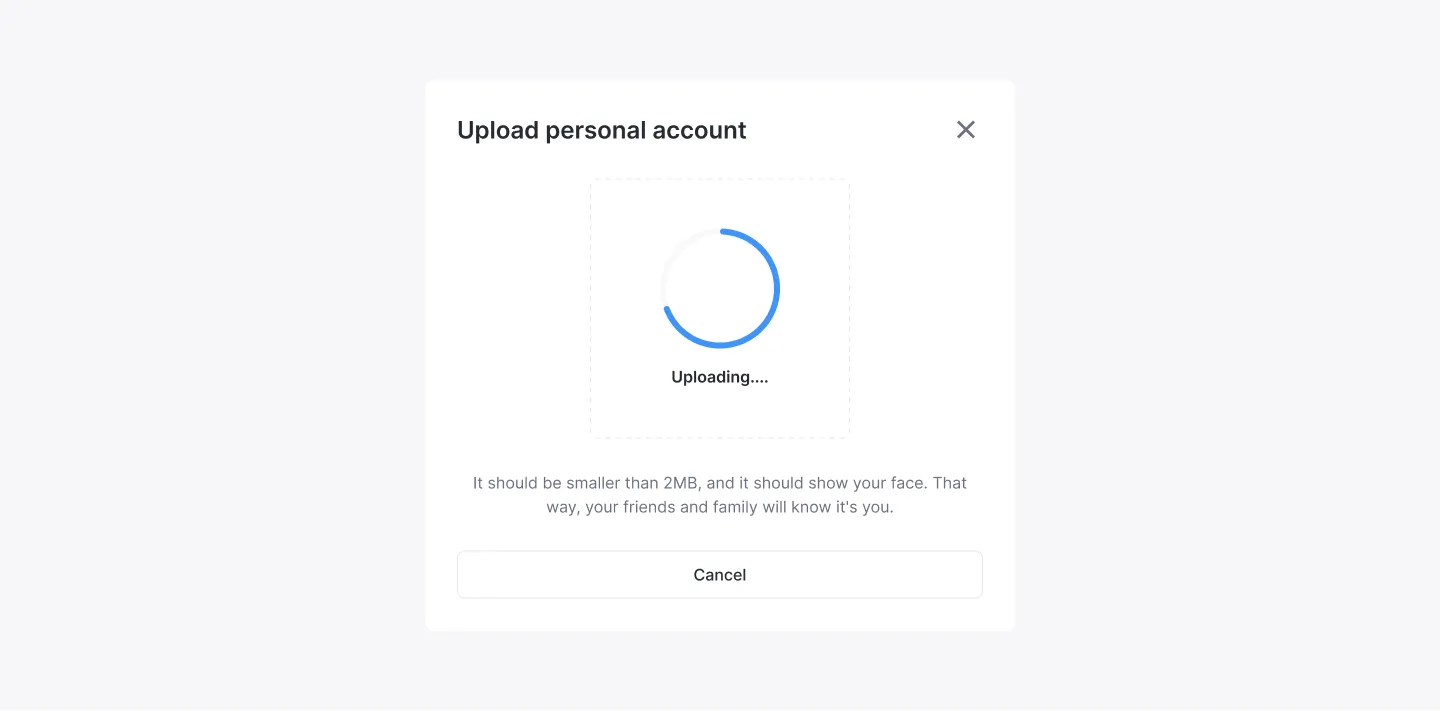 Upload personal account
Uploading....
It should be smaller than 2MB, and it should show your face. That
way, your friends and family will know it's you.
Cancel